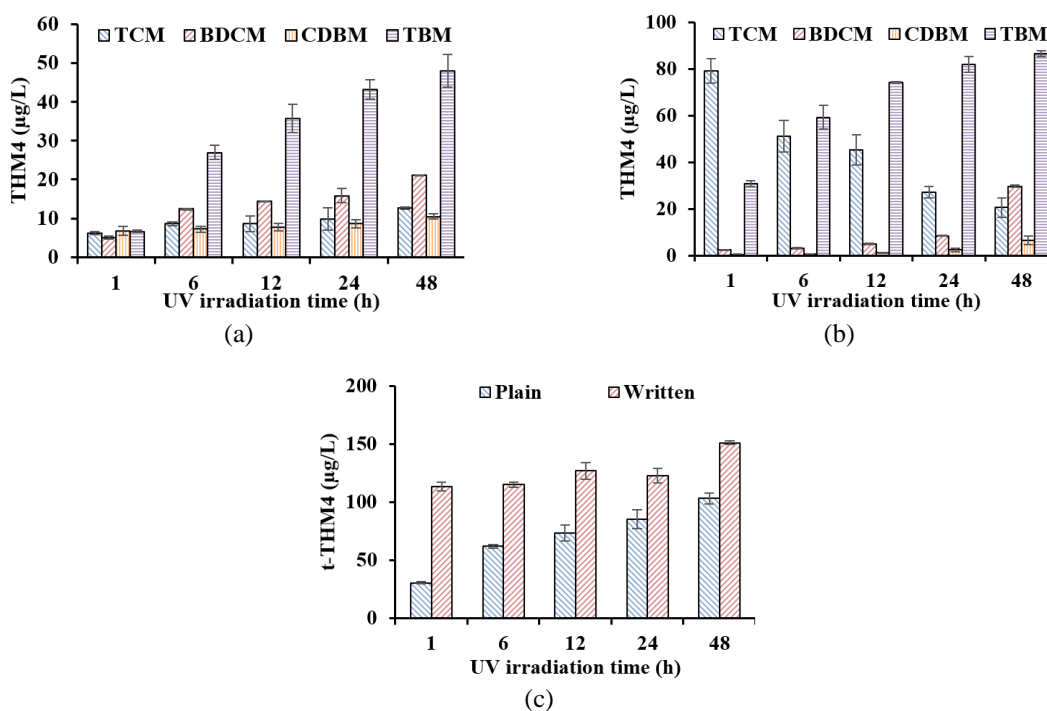 60
50
40
30
20
10
0
THM4 (µg/L)
TCM BDCM CDBM TBM
1 6 12 24 48
UV irradiation time (h)
(a)
100
80
60
40
20
0
THM4 (µg/L)
TCM BDCM CDBM TBM
1 6 12 24 48
UV irradiation time (h)
(b)
200
150
100
50
0
t-THM4 (µg/L)
Plain Written
1 6 12 24 48
UV irradiation time (h)
(c)